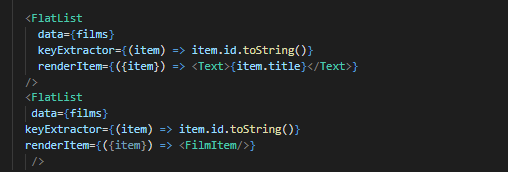 <FlatList
data={films}
keyExtractor={(item) => item.id.toString()}
renderItem={({item}) => <Text>{item.title}</Text>}
/>
<FlatList
data={films}
keyExtractor={(item) => item.id.toString()}
renderItem={({item}) => <FilmItem/>}
/>